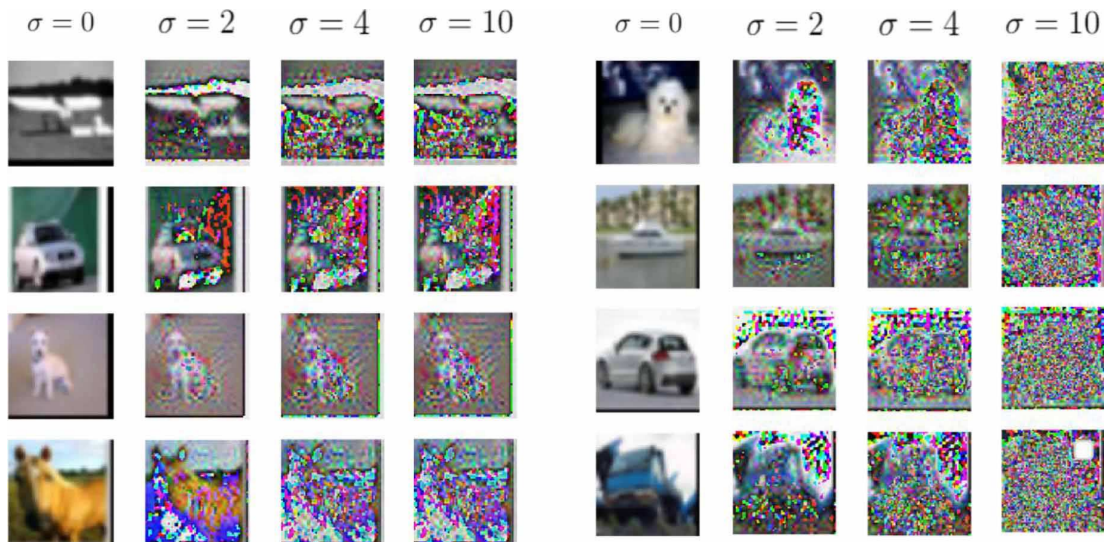 σ = 0 σ = 2 σ = 4 σ = 10 σ = 0 σ = 2 σ = 4 σ = 10